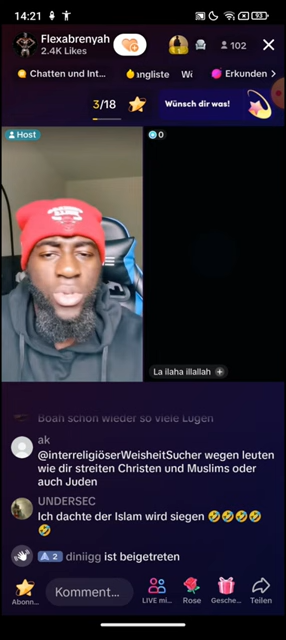 14:21
93
Flexabrenyah
2.4K Likes
102
Chatten und Int...
angliste
Wi
Erkunden >
3/18
Wünsch dir was!
Host
0
La ilaha illallah +
Boah schon wieder so viele Lügen
ak
@interreligiöserWeisheitSucher wegen leuten
wie dir streiten Christen und Muslims oder
auch Juden
UNDERSEC
Ich dachte der Islam wird siegen 🤣🤣🤣🤣
🤣
2 diniigg ist beigetreten
Kommentar...
Abonn...
LIVE mi...
Rose
Gesche...
Teilen